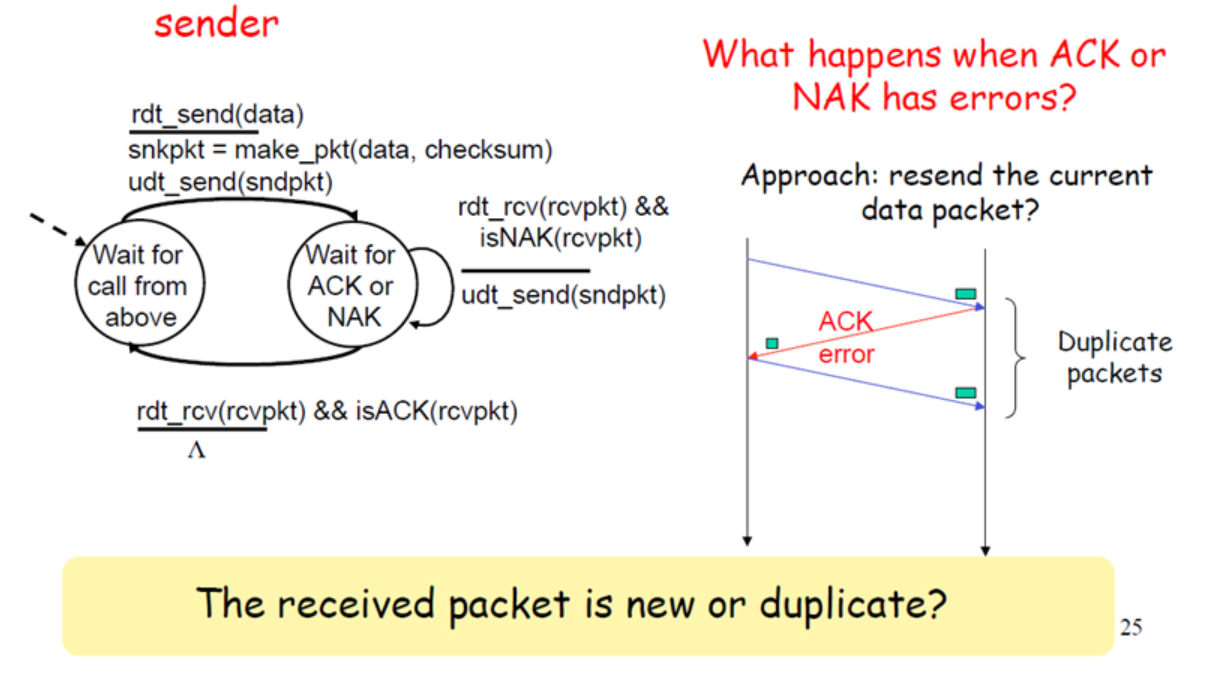 sender
rdt_send(data)
snkpkt = make_pkt(data, checksum)
udt_send(sndpkt)
Wait for
call from
above
Wait for
ACK or
NAK
rdt_rcv(rcvpkt) &&
isNAK(rcvpkt)
udt_send(sndpkt)
rdt_rcv(rcvpkt) && isACK(rcvpkt)
Λ
What happens when ACK or
NAK has errors?
Approach: resend the current
data packet?
ACK
error
Duplicate
packets
The received packet is new or duplicate?
25